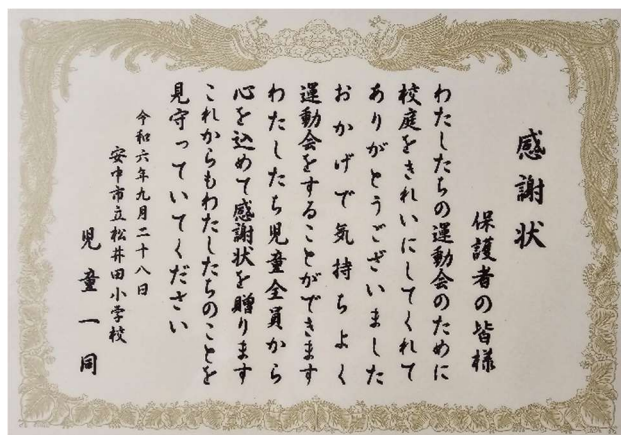 感謝状
保護者の皆様
わたしたちの運動会のために
校庭をきれいにしてくれて
ありがとうございました
おかげで気持ちよく
運動会をすることができます
わたしたち児童全員から
心を込めて感謝状を贈ります
これからもわたしたちのことを
見守っていてください
令和六年九月二十八日
安中市立松井田小学校
児童一同